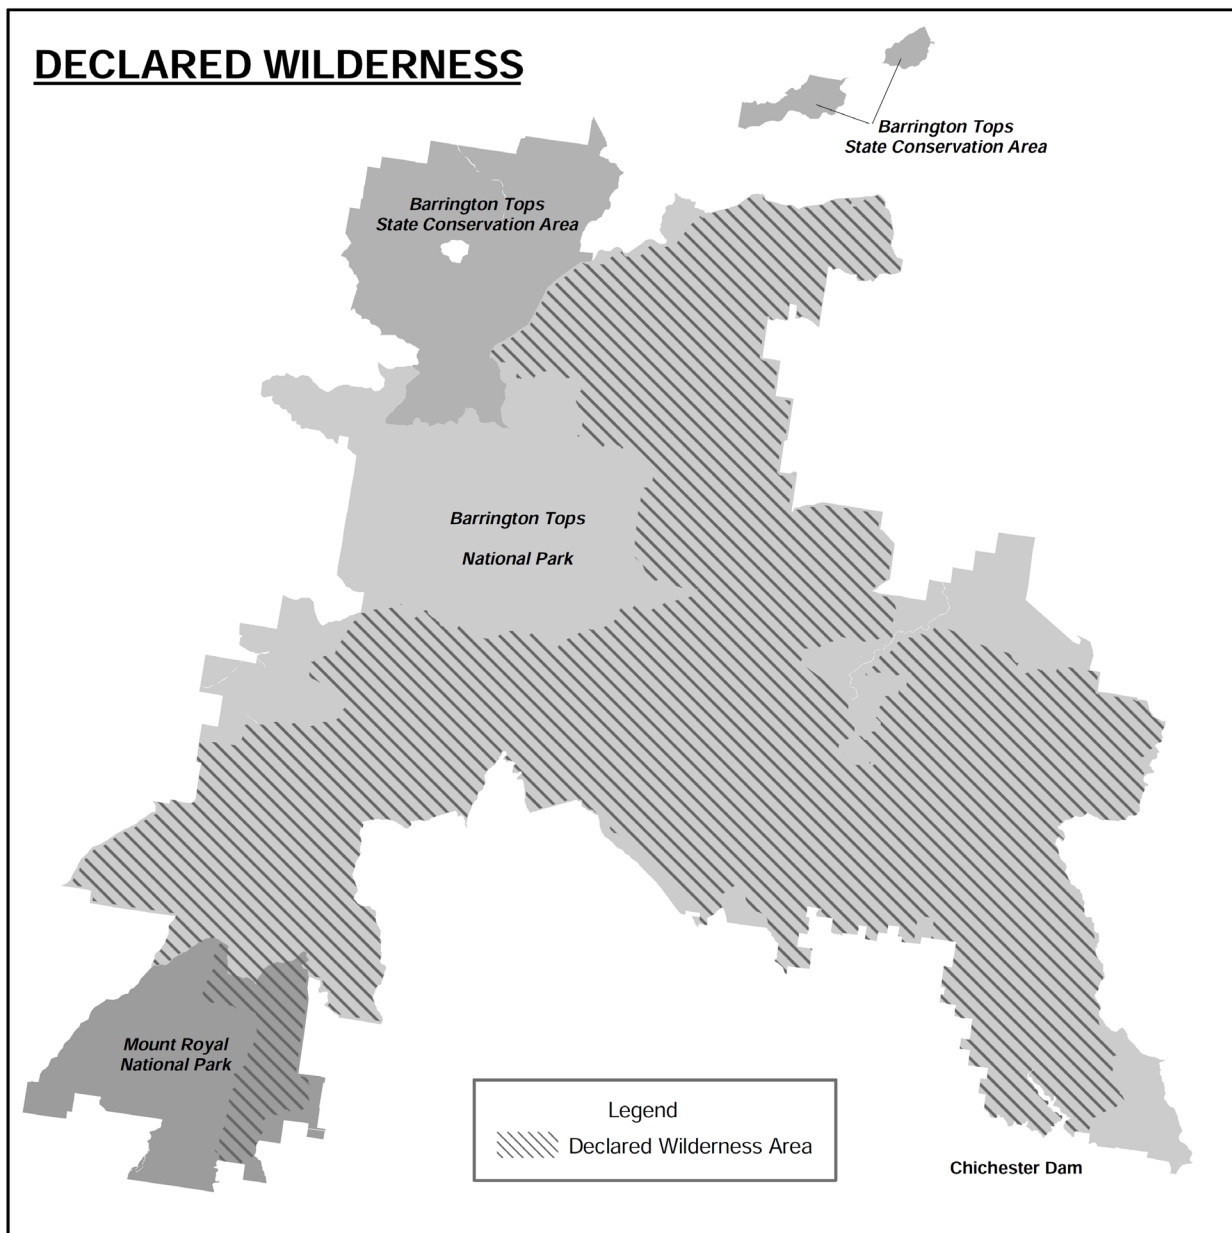 DECLARED WILDERNESS
Barrington Tops
State Conservation Area
Barrington Tops
State Conservation Area
Barrington Tops
National Park
Mount Royal
National Park
Legend
Declared Wilderness Area
Chichester Dam